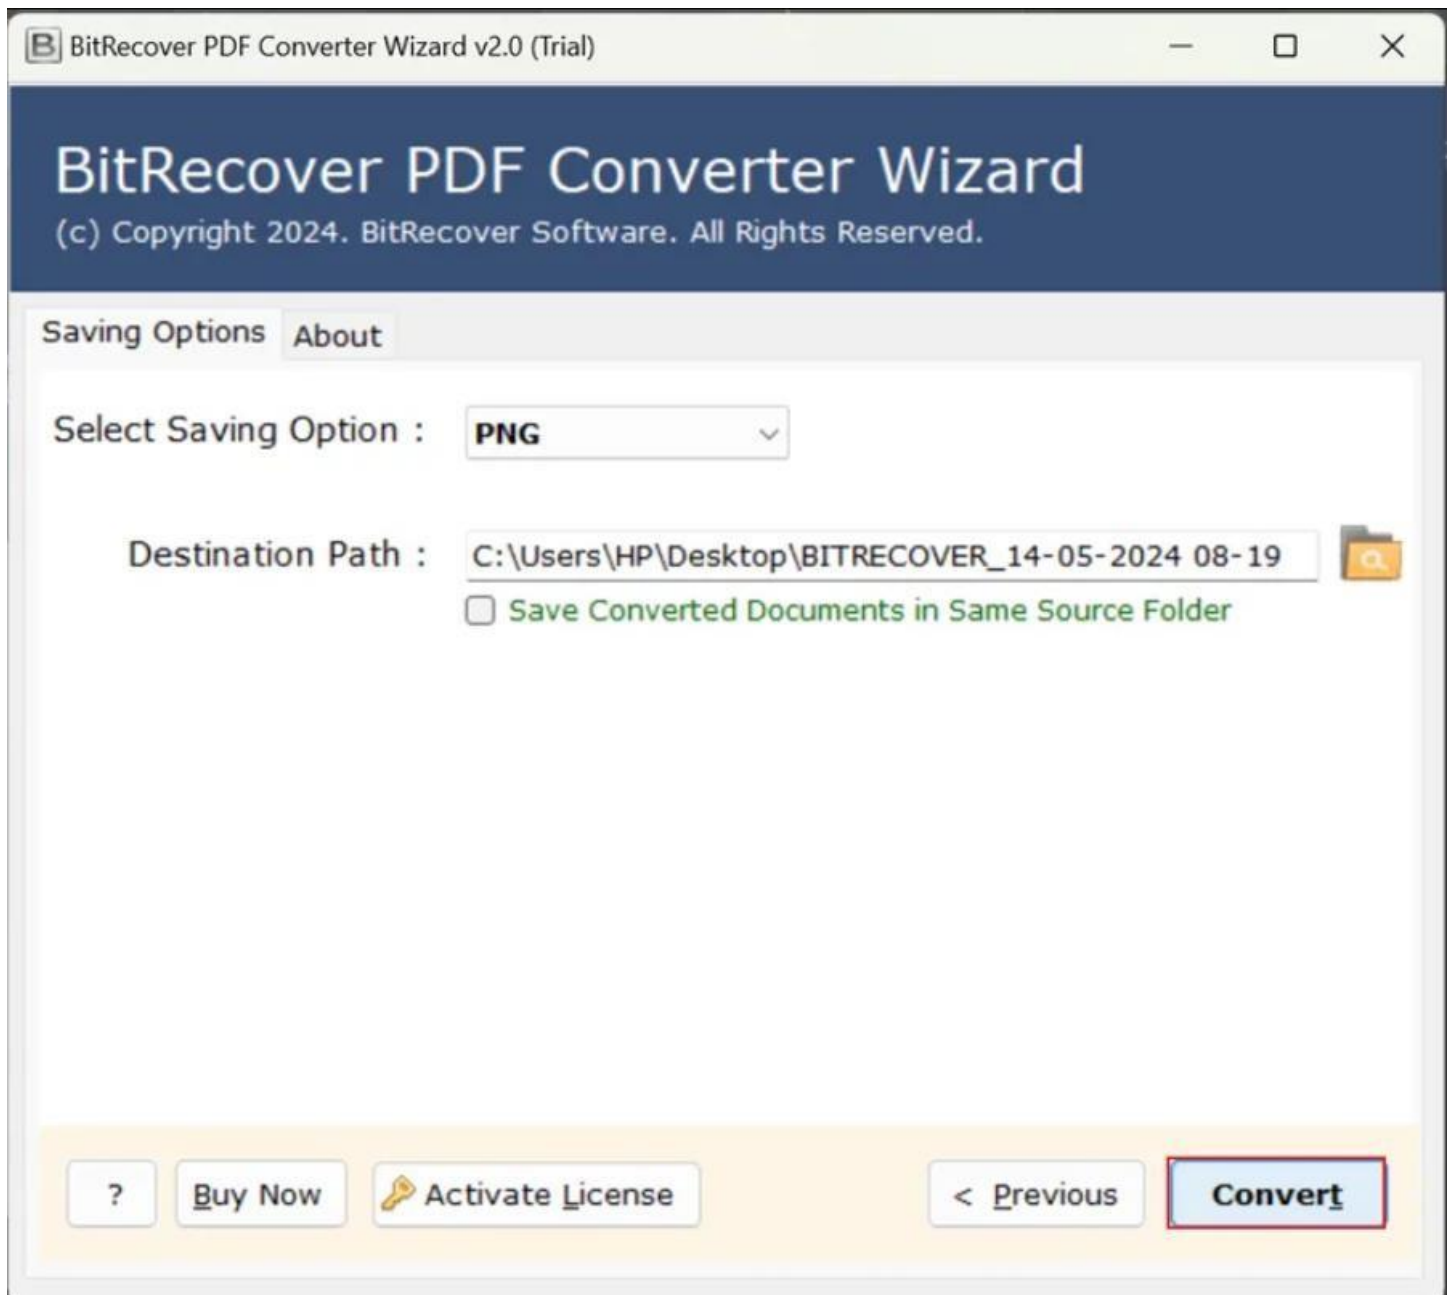 BitRecover PDF Converter Wizard v2.0 (Trial)
BitRecover PDF Converter Wizard
(c) Copyright 2024. BitRecover Software. All Rights Reserved.
Saving Options About
Select Saving Option : PNG
Destination Path : C:\Users\HP\Desktop\BITRECOVER_14-05-2024 08-19
Save Converted Documents in Same Source Folder
? Buy Now Activate License < Previous Convert